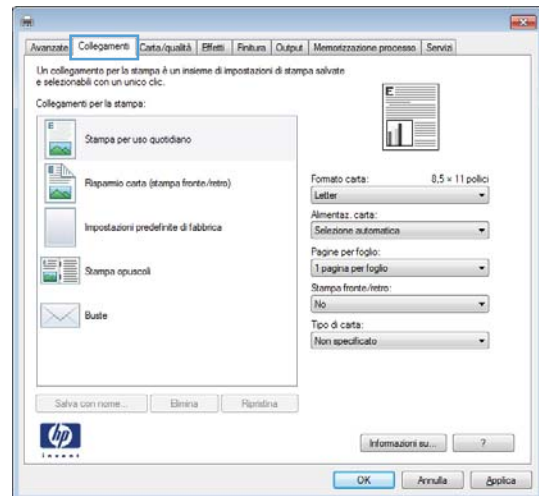 Avanzate Collegamenti Carta/qualità Effetti Finitura Output Memorizzazione processo Servizi
Un collegamento per la stampa è un insieme di impostazioni di stampa salvate
e selezionabili con un unico clic.
Collegamenti per la stampa:
E
Stampa per uso quotidiano
Risparmio carta (stampa fronte/retro)
Impostazioni predefinite di fabbrica
Stampa opuscoli
Buste
Salva con nome... Elimina Ripristina
E
Formato carta: 8,5 × 11 pollici
Letter
Alimentaz. carta:
Selezione automatica
Pagine per foglio:
1 pagina per foglio
Stampa fronte/retro:
No
Tipo di carta:
Non specificato
hp
invent
Informazioni su... ?
OK Annulla Applica